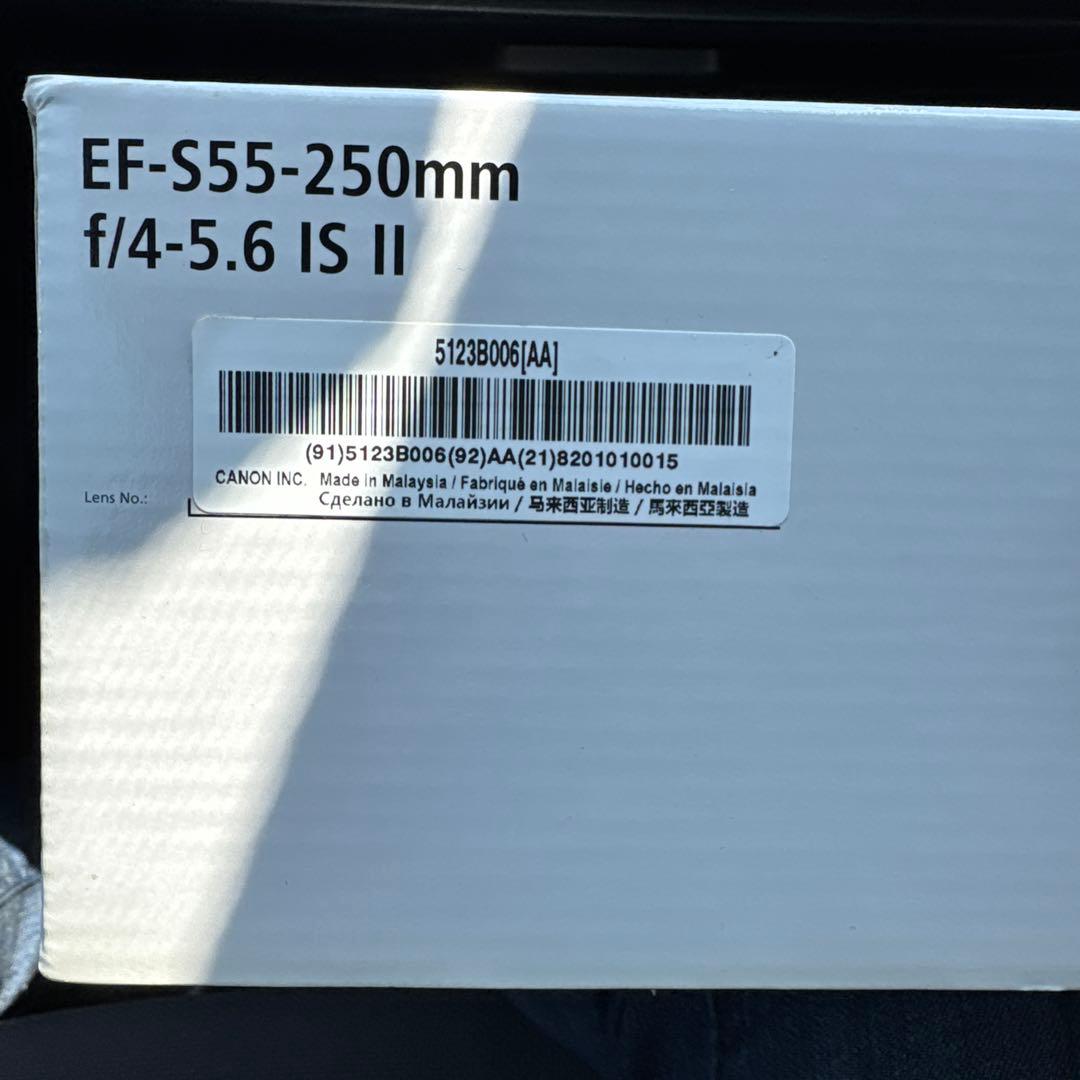 EF-S55-250mm
f/4-5.6 IS II
5123B006[AA]
(91)5123B006(92)AA(21)8201010015
CANON INC. Made in Malaysia / Fabriqué en Malaisie / Hecho en Malaisia
Сделано в Малайзии / 马来西亚制造 / 馬來西亞製造
Lens No.: